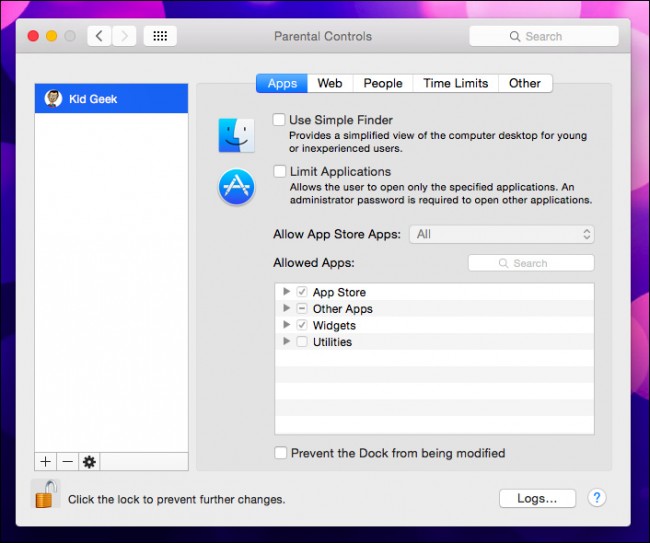 Parental Controls
Search
Kid Geek
Apps Web People Time Limits Other
Use Simple Finder
Provides a simplified view of the computer desktop for young
or inexperienced users.
Limit Applications
Allows the user to open only the specified applications. An
administrator password is required to open other applications.
Allow App Store Apps: All
Allowed Apps: Search
App Store
Other Apps
Widgets
Utilities
Prevent the Dock from being modified
Click the lock to prevent further changes.
Logs... ?